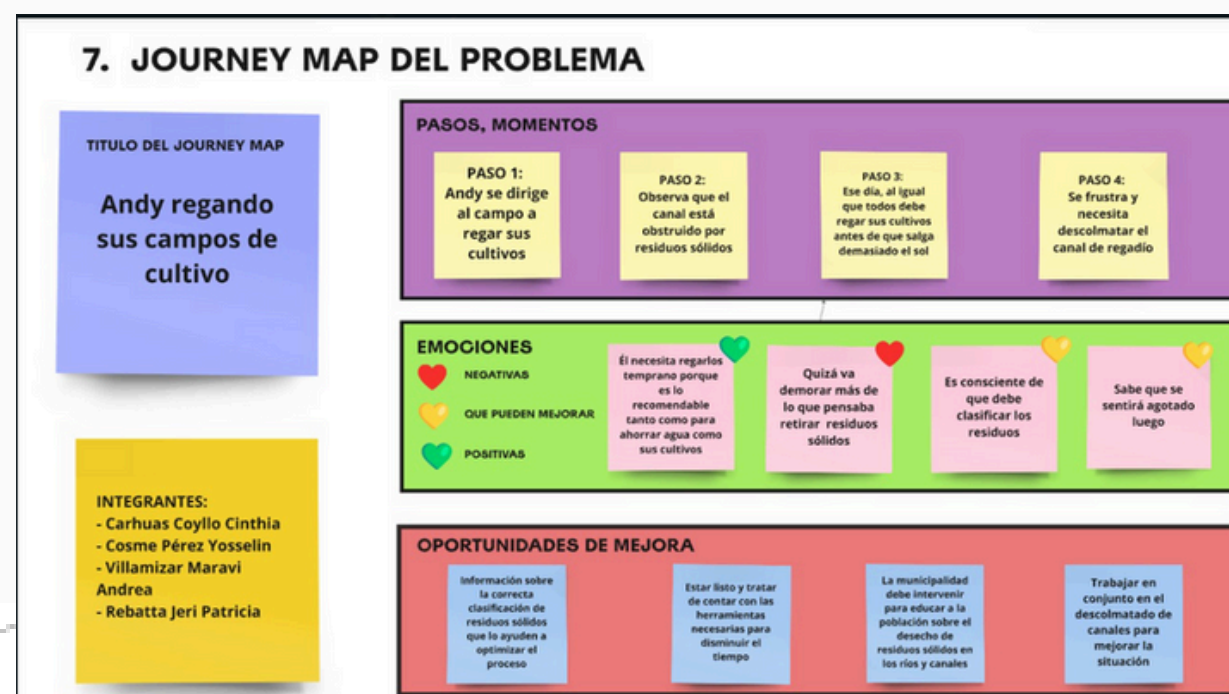 7. JOURNEY MAP DEL PROBLEMA
TITULO DEL JOURNEY MAP
Andy regando
sus campos de
cultivo
INTEGRANTES:
- Carhuas Coyllo Cinthia
- Cosme Pérez Yosselin
- Villamizar Maravi
Andrea
- Rebatta Jeri Patricia
PASOS, MOMENTOS
PASO 1:
Andy se dirige
al campo a
regar sus
cultivos
PASO 2:
Observa que el
canal está
obstruido por
residuos sólidos
PASO 3:
Ese día, al igual
que todos debe
regar sus cultivos
antes de que salga
demasiado el sol
PASO 4:
Se frustra y
necesita
descolmatar el
canal de regadío
EMOCIONES
NEGATIVAS
QUE PUEDEN MEJORAR
POSITIVAS
Él necesita regarlos
temprano porque
es lo
recomendable
tanto como para
ahorrar agua como
sus cultivos
Quizá va
demorar más de
lo que pensaba
retirar residuos
sólidos
Es consciente de
que debe
clasificar los
residuos
Sabe que se
sentirá agotado
luego
OPORTUNIDADES DE MEJORA
Información sobre
la correcta
clasificación de
residuos sólidos
que lo ayuden a
optimizar el
proceso
Estar listo y tratar
de centar con las
herramientas
necesarias para
disminuir el
tiempo
La municipalidad
debe intervenir
para educar a la
población sobre el
desecho de
residuos sólidos en
los ríos y canales
Trabajar en
conjunto en el
descolmatado de
canales para
mejorar la
situación